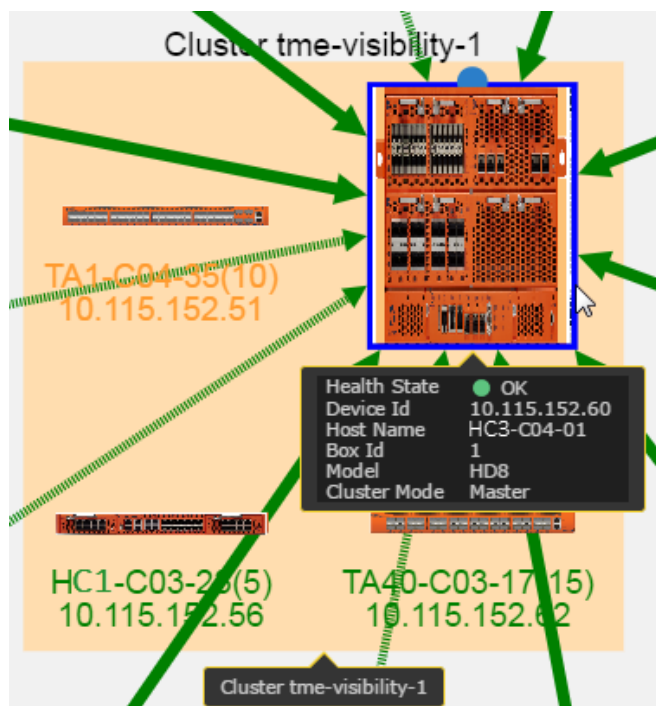 Cluster tme-visibility-1
TA1-C04-35(10)
10.115.152.51
Health State OK
Device Id 10.115.152.60
Host Name HC3-C04-01
Box Id 1
Model HD8
Cluster Mode Master
HC1-C03-28(5)
10.115.152.56
TA40-C03-17(15)
10.115.152.62
Cluster tme-visibility-1